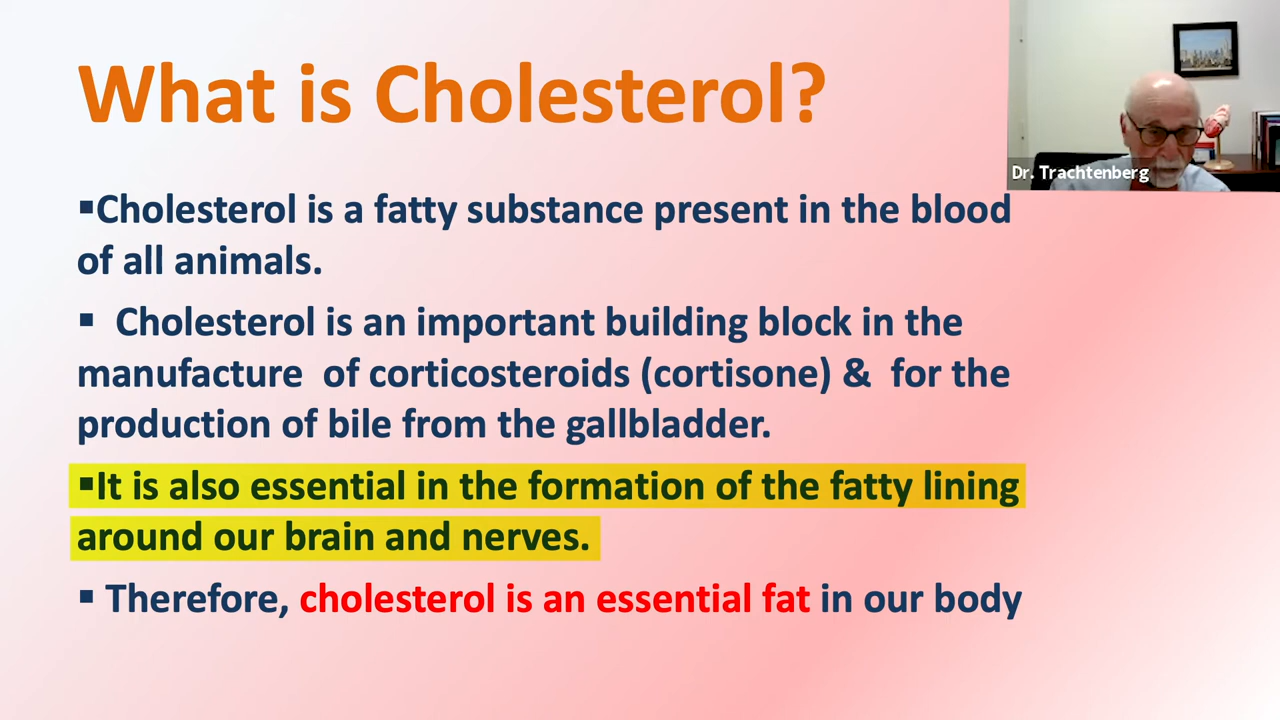 What is Cholesterol?
Dr. Trachtenberg
▪Cholesterol is a fatty substance present in the blood
of all animals.
▪ Cholesterol is an important building block in the
manufacture of corticosteroids (cortisone) & for the
production of bile from the gallbladder.
▪It is also essential in the formation of the fatty lining
around our brain and nerves.
▪ Therefore, cholesterol is an essential fat in our body